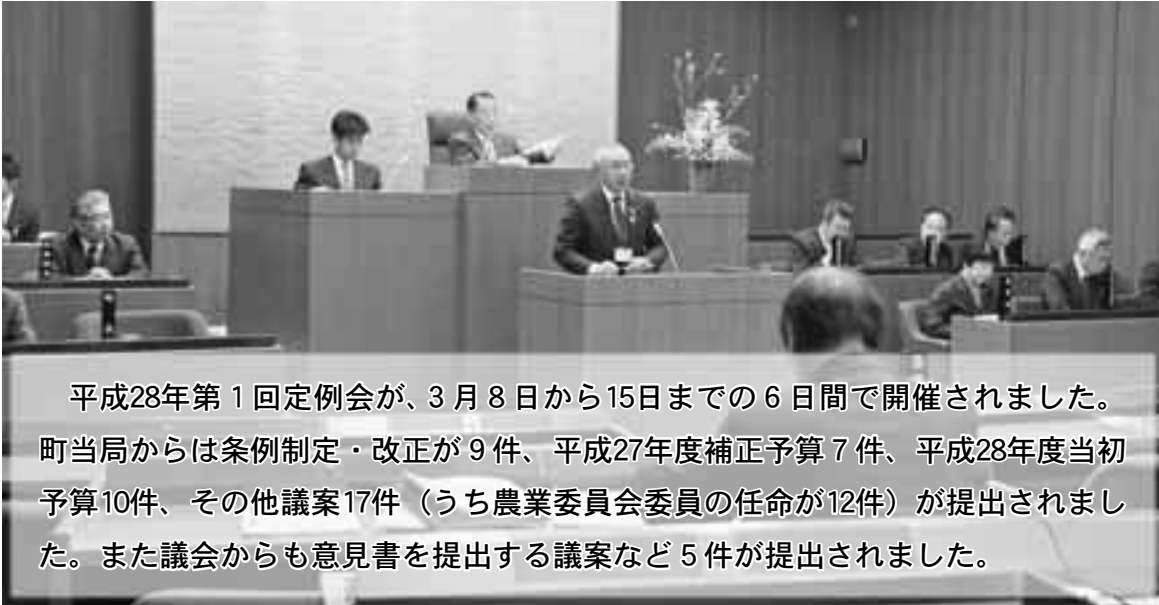 平成28年第１回定例会が、３月８日から15日までの６日間で開催されました。
町当局からは条例制定・改正が９件、平成27年度補正予算７件、平成28年度当初
予算10件、その他議案17件（うち農業委員会委員の任命が12件）が提出されまし
た。また議会からも意見書を提出する議案など５件が提出されました。